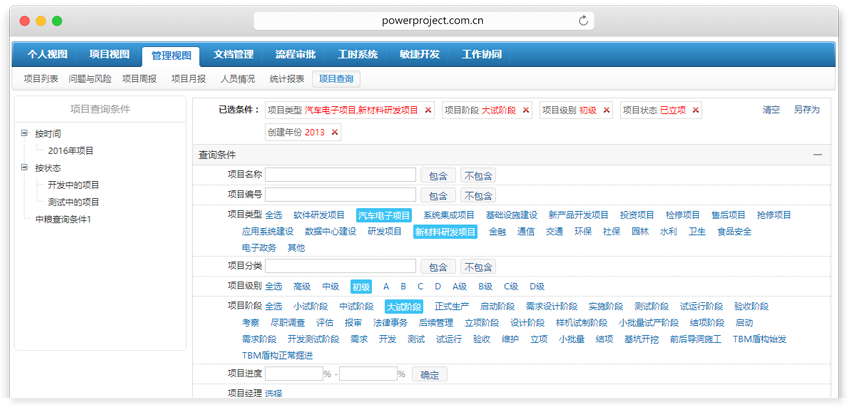 powerproject.com.cn
个人视图 项目视图 管理视图 文档管理 流程审批 工时系统 敏捷开发 工作协同
项目列表 问题与风险 项目周报 项目月报 人员情况 统计报表 项目查询
项目查询条件
按时间
2016年项目
按状态
开发中的项目
测试中的项目
中粮查询条件1
已选条件： 项目类型 汽车电子项目,新材料研发项目 项目阶段 大试阶段 项目级别 初级 项目状态 已立项 清空 另存为
创建年份 2013
查询条件
项目名称 包含 不包含
项目编号 包含 不包含
项目类型 全选 软件研发项目 汽车电子项目 系统集成项目 基础设施建设 新产品开发项目 投资项目 检修项目 售后项目 抢修项目
应用系统建设 数据中心建设 研发项目 新材料研发项目 金融 通信 交通 环保 社保 园林 水利 卫生 食品安全
电子政务 其他
项目分类 包含 不包含
项目级别 全选 高级 中级 初级 A B C D A级 B级 C级 D级
项目阶段 全选 小试阶段 中试阶段 大试阶段 正式生产 启动阶段 需求设计阶段 实施阶段 测试阶段 试运行阶段 验收阶段
考察 尽职调查 评估 报审 法律事务 后续管理 立项阶段 设计阶段 样机试制阶段 小批量试产阶段 结项阶段 启动
需求阶段 开发测试阶段 需求 开发 测试 试运行 验收 维护 立项 小批量 结项 基坑开挖 前后导洞施工 TBM盾构始发
TBM盾构正常掘进
项目进度 % - % 确定
项目经理 选择